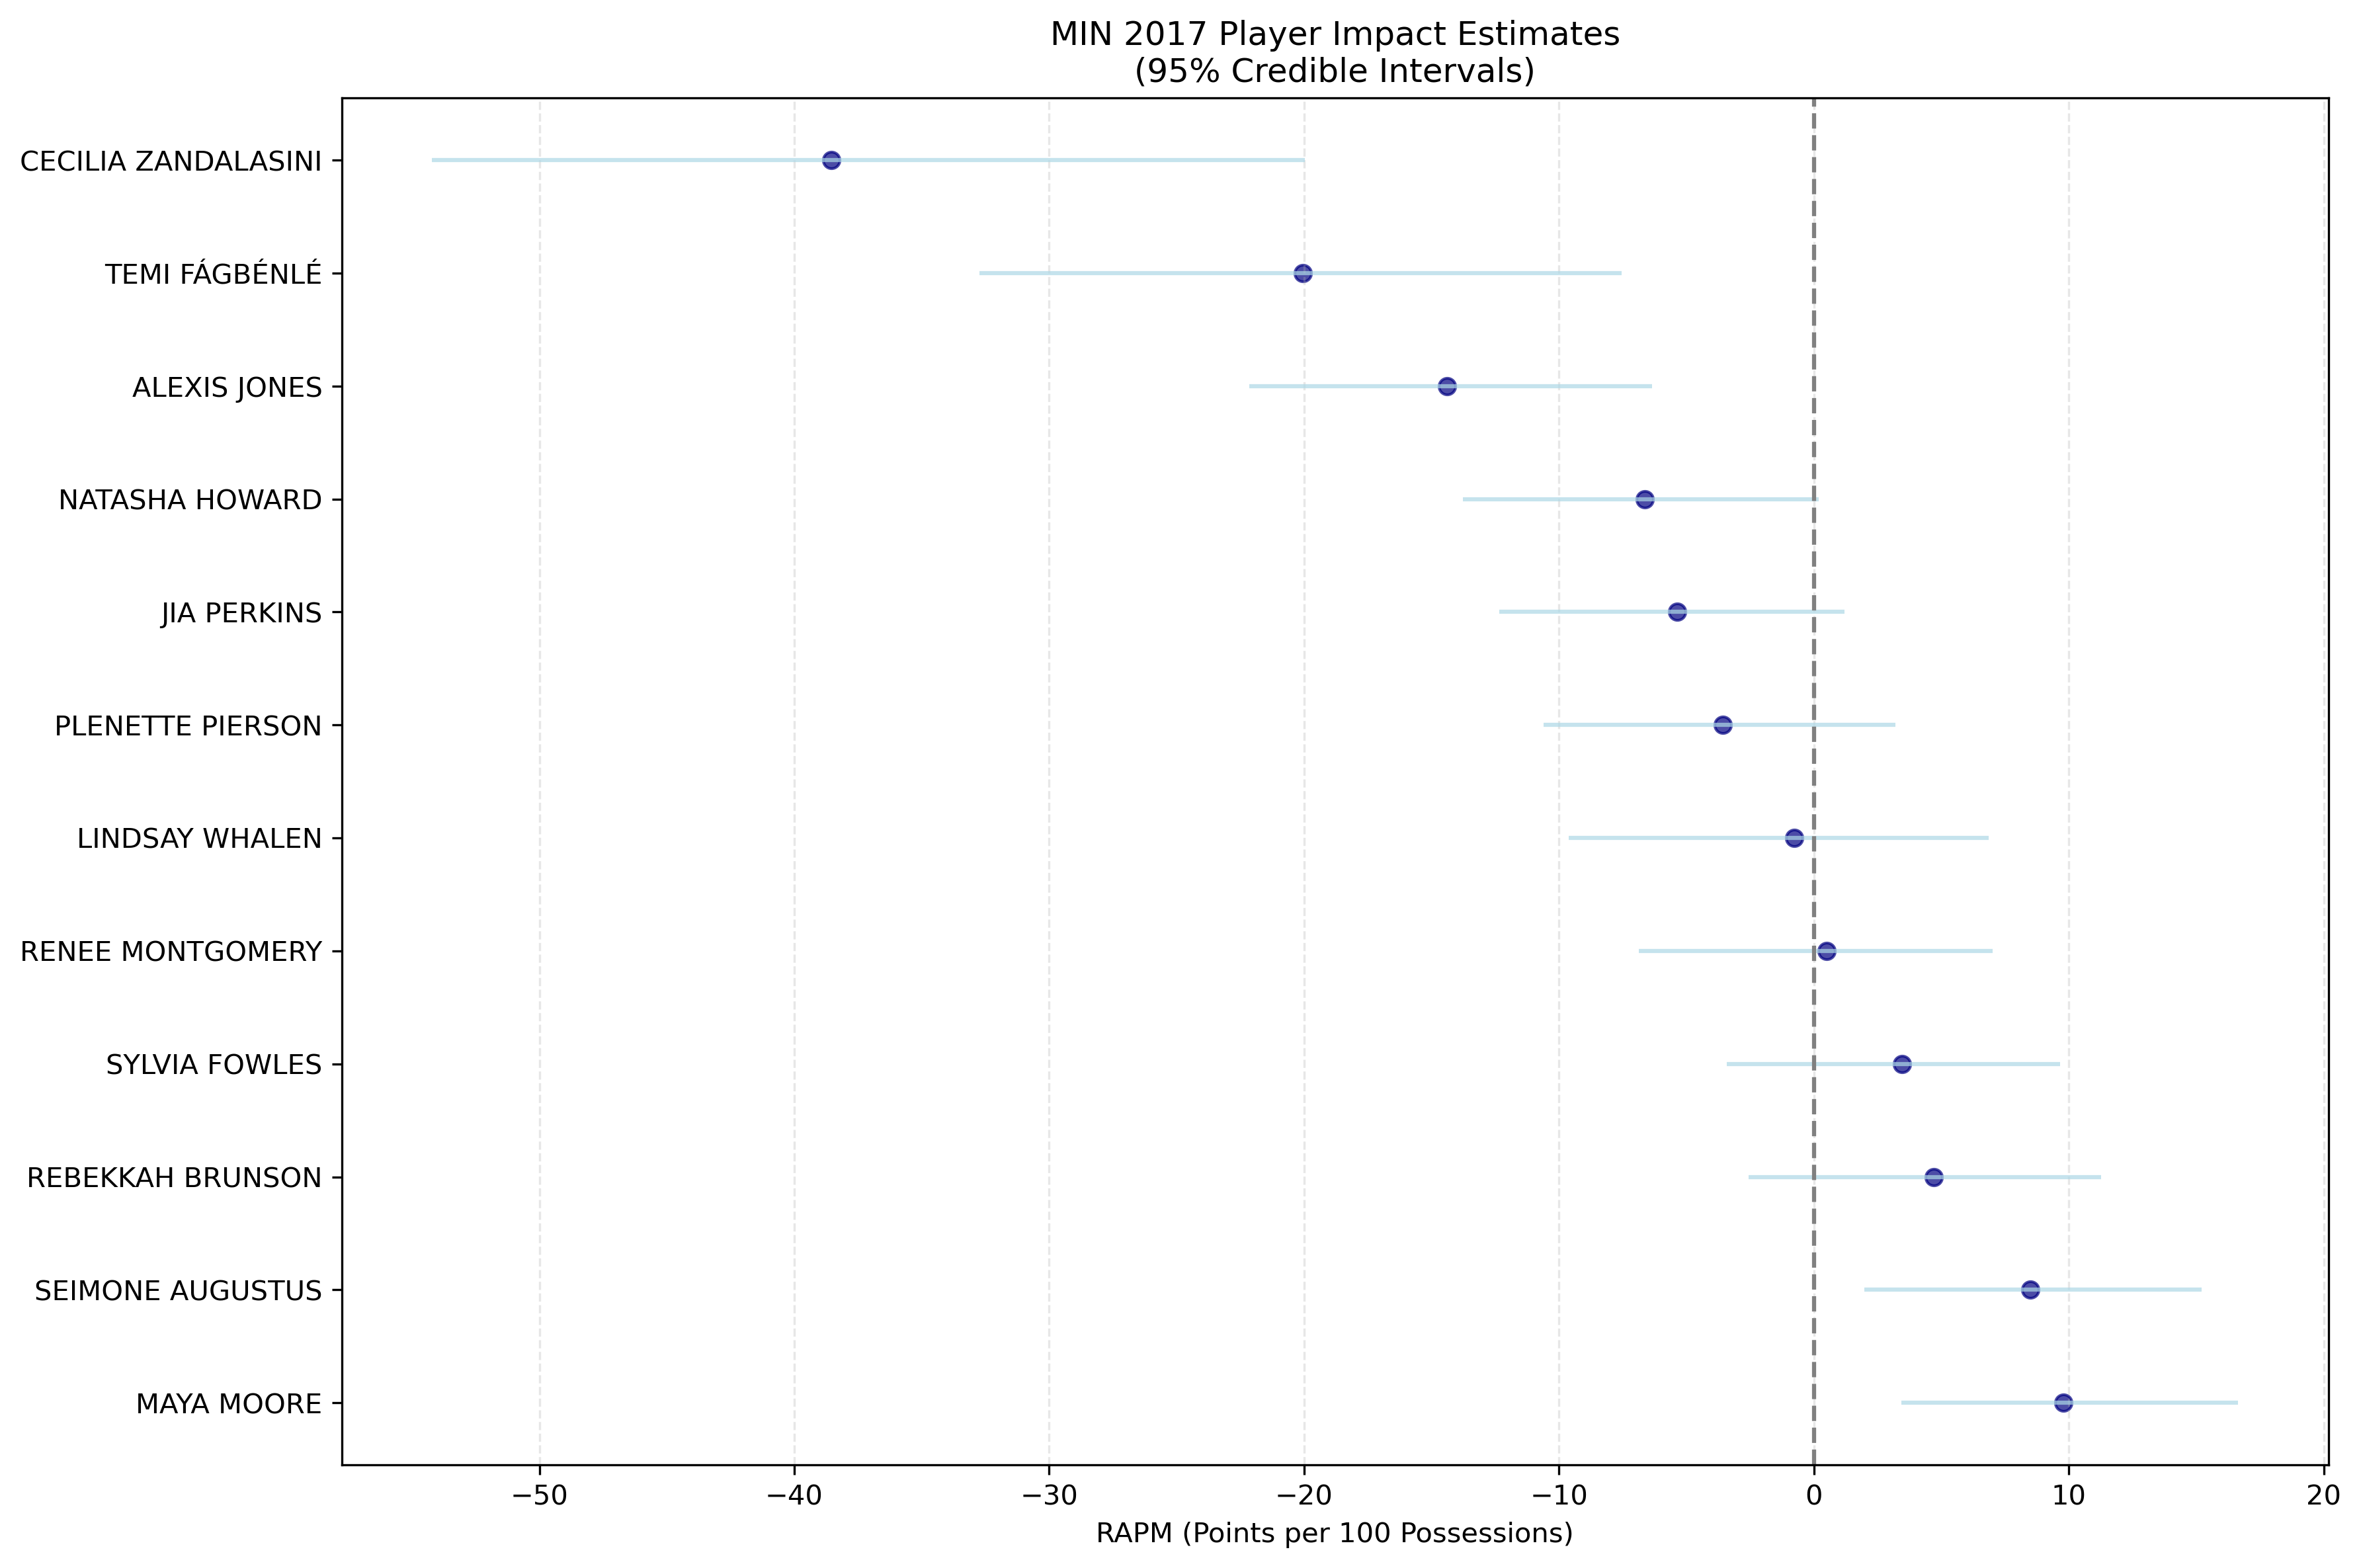 MIN 2017 Player Impact Estimates
(95% Credible Intervals)
CECILIA ZANDALASINI
TEMI FÁGBÉNLÉ
ALEXIS JONES
NATASHA HOWARD
JIA PERKINS
PLENETTE PIERSON
LINDSAY WHALEN
RENEE MONTGOMERY
SYLVIA FOWLES
REBEKKAH BRUNSON
SEIMONE AUGUSTUS
MAYA MOORE
−50 −40 −30 −20 −10 0 10 20
RAPM (Points per 100 Possessions)